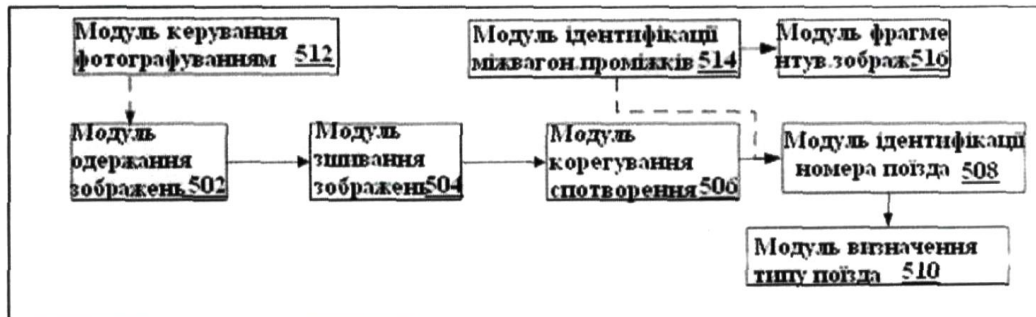 Модуль керування
фотографуванням 512
Модуль ідентифікації
міжвагон.проміжків 514
Модуль фрагме
нтув.зображ 516
Модуль
одержання
зображень 502
Модуль
зшивання
зображень 504
Модуль
корегування
спотворення 506
Модуль ідентифікації
номера поїзда 508
Модуль визначення
типу поїзда 510